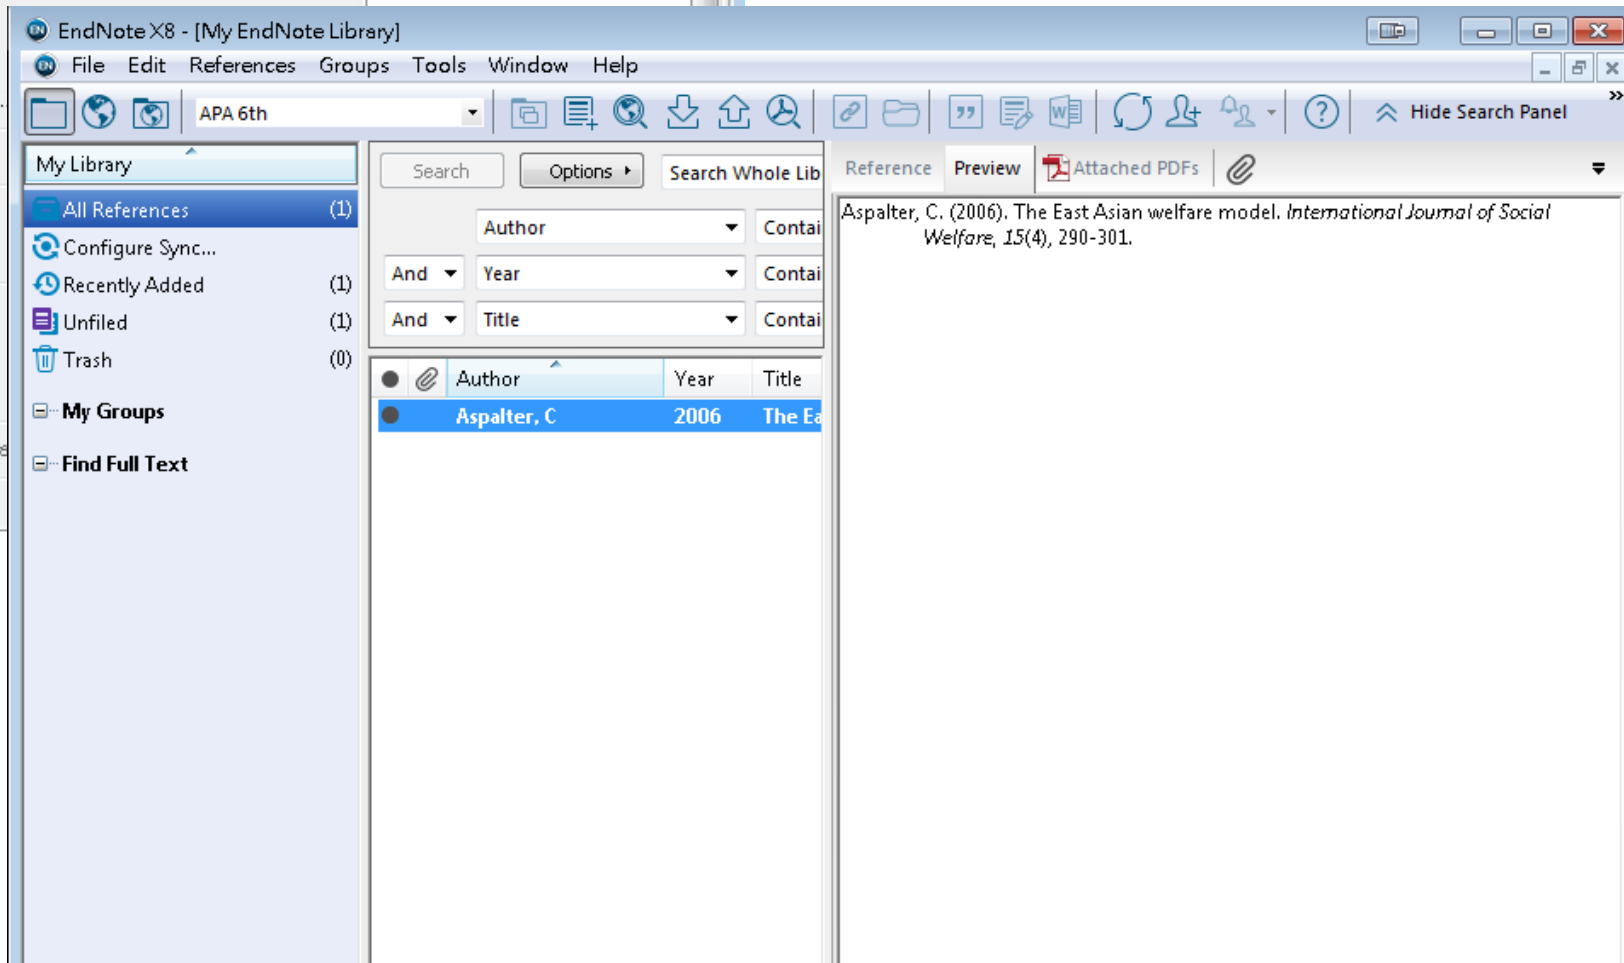 EndNote X8 - [My EndNote Library]
File Edit References Groups Tools Window Help
APA 6th
Hide Search Panel
My Library
All References (1)
Configure Sync...
Recently Added (1)
Unfiled (1)
Trash (0)
My Groups
Find Full Text
Search Options Search Whole Lib
Author Contai
And Year Contai
And Title Contai
Author Year Title
Aspalter, C 2006 The Ea
Reference Preview Attached PDFs
Aspalter, C. (2006). The East Asian welfare model. International Journal of Social
Welfare, 15(4), 290-301.